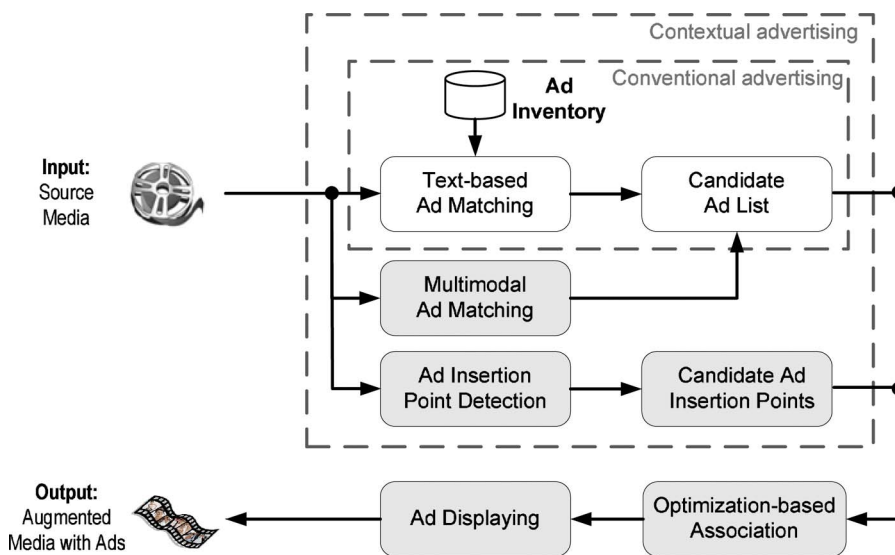 Contextual advertising
Conventional advertising
Ad
Inventory
Input:
Source
Media
Text-based
Ad Matching
Candidate
Ad List
Multimodal
Ad Matching
Ad Insertion
Point Detection
Candidate Ad
Insertion Points
Output:
Augmented
Media with Ads
Ad Displaying
Optimization-based
Association